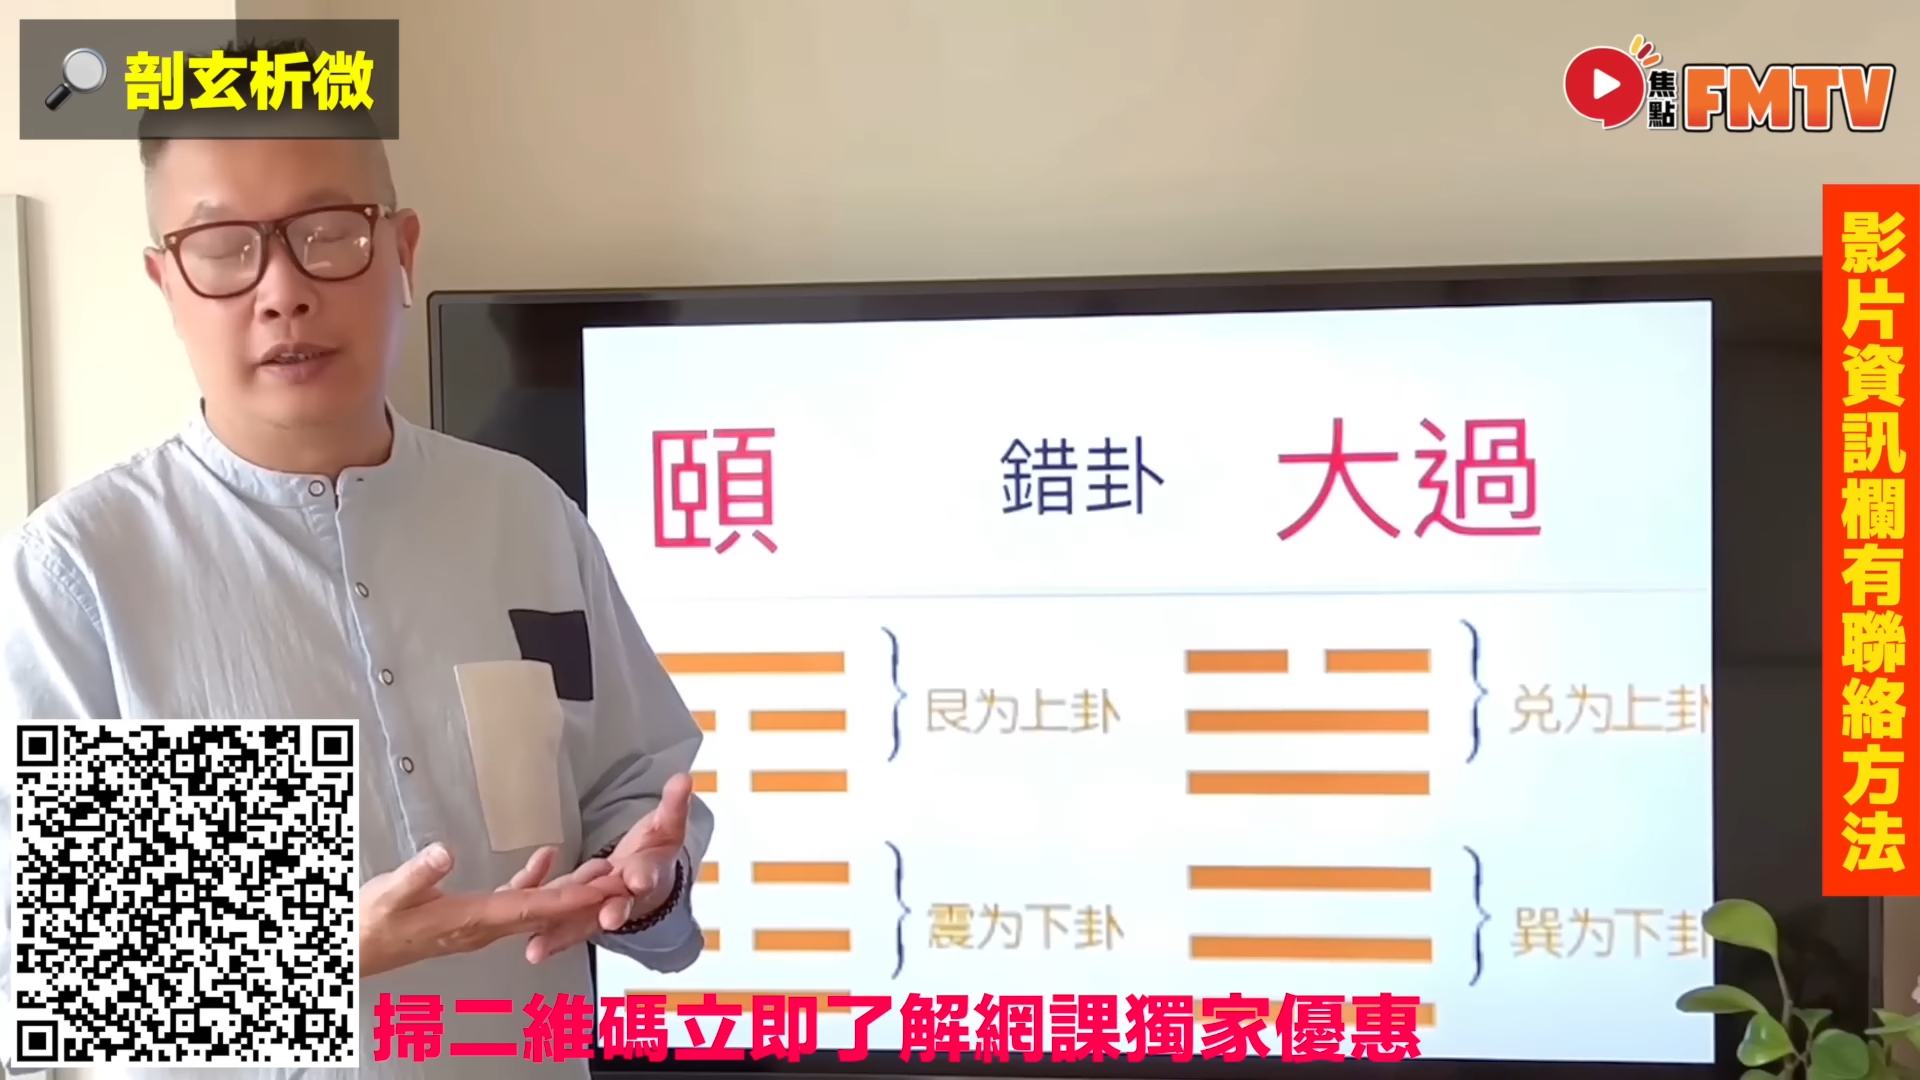 剖玄析微
焦點 FMTV
影片資訊欄有聯絡方法
頤 錯卦 大過
艮为上卦
兑为上卦
震为下卦
巽为下卦
掃二維碼立即了解網課獨家優惠